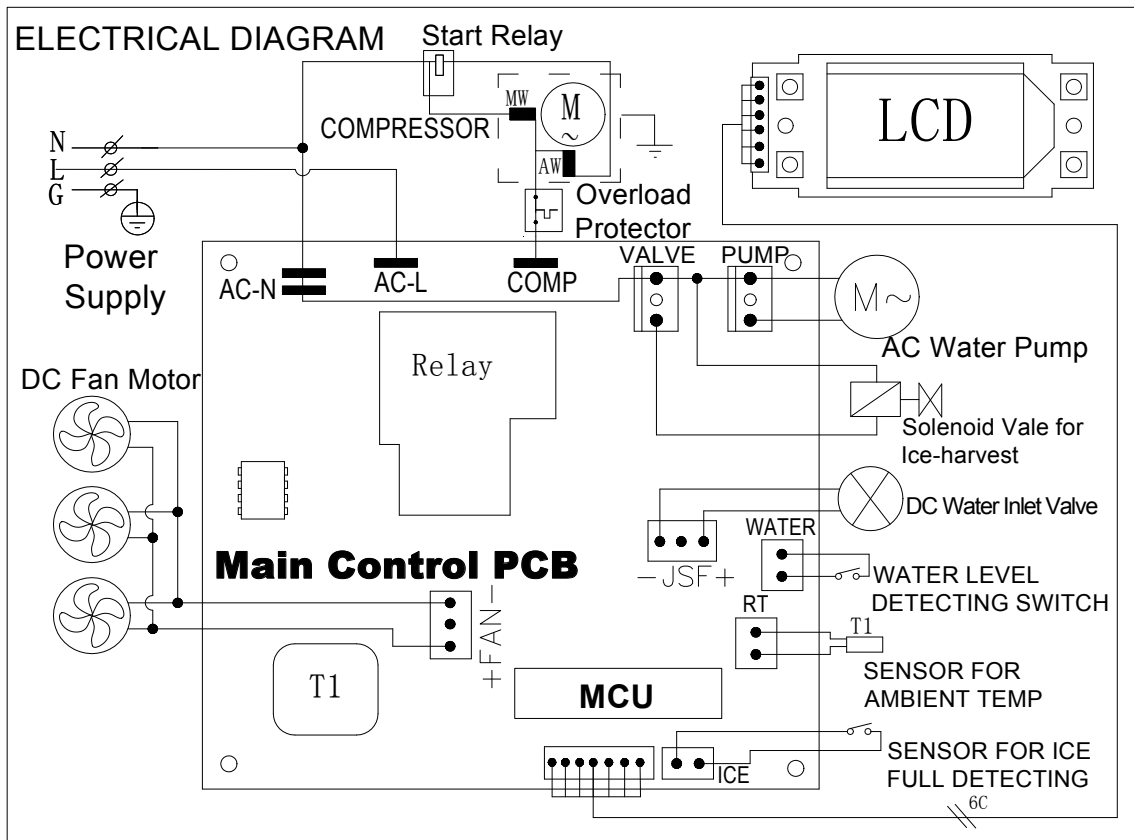 ELECTRICAL DIAGRAM
Start Relay
MW
M
~
COMPRESSOR
AW
LCD
N
L
G
Overload
Protector
Power
Supply
VALVE
PUMP
AC-N
AC-L
COMP
M~
AC Water Pump
Relay
DC Fan Motor
Solenoid Vale for
Ice-harvest
DC Water Inlet Valve
WATER
-JSF+
Main Control PCB
WATER LEVEL
DETECTING SWITCH
RT
T1
+FAN-
SENSOR FOR
AMBIENT TEMP
T1
MCU
SENSOR FOR ICE
FULL DETECTING
ICE
6C